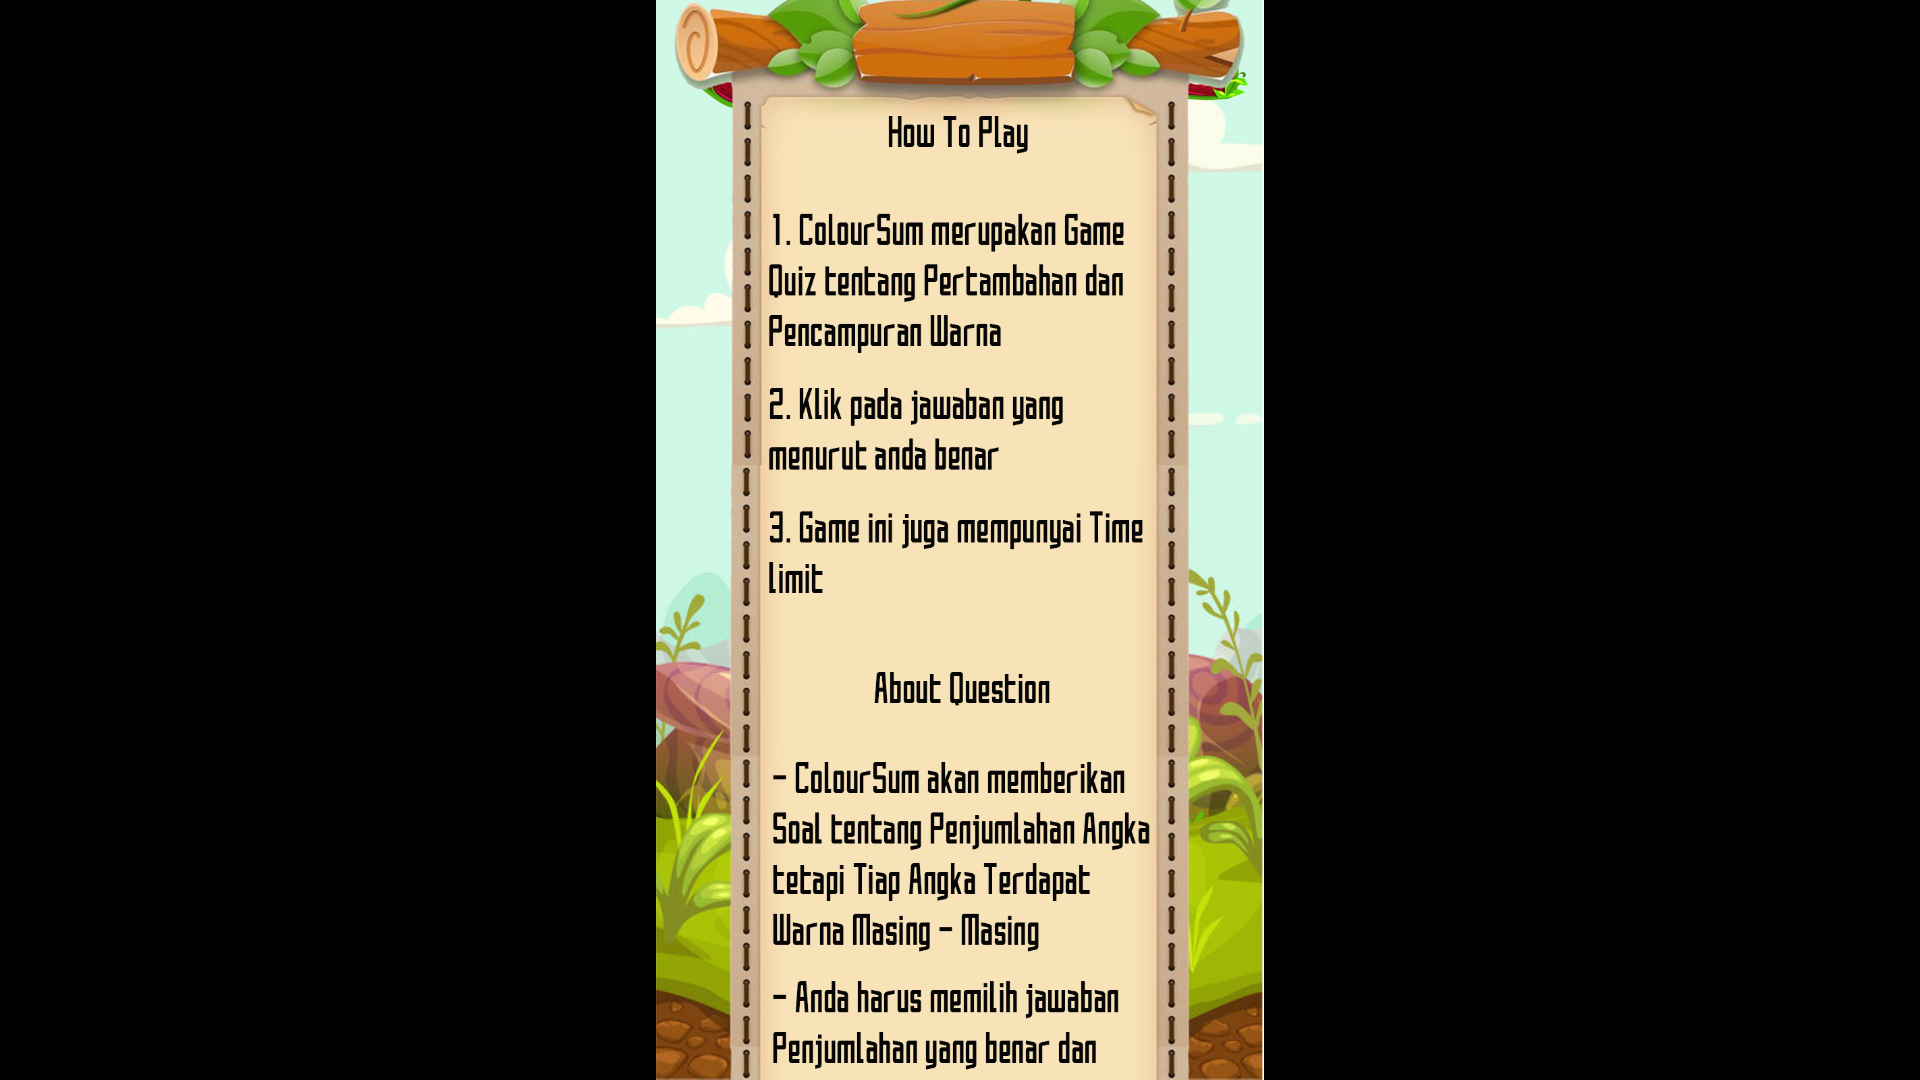 How To Play
1. ColourSum merupakan Game
Quiz tentang Pertambahan dan
Pencampuran Warna
2. Klik pada jawaban yang
menurut anda benar
3. Game ini juga mempunyai Time
limit
About Question
- ColourSum akan memberikan
Soal tentang Penjumlahan Angka
tetapi Tiap Angka Terdapat
Warna Masing - Masing
- Anda harus memilih jawaban
Penjumlahan yang benar dan